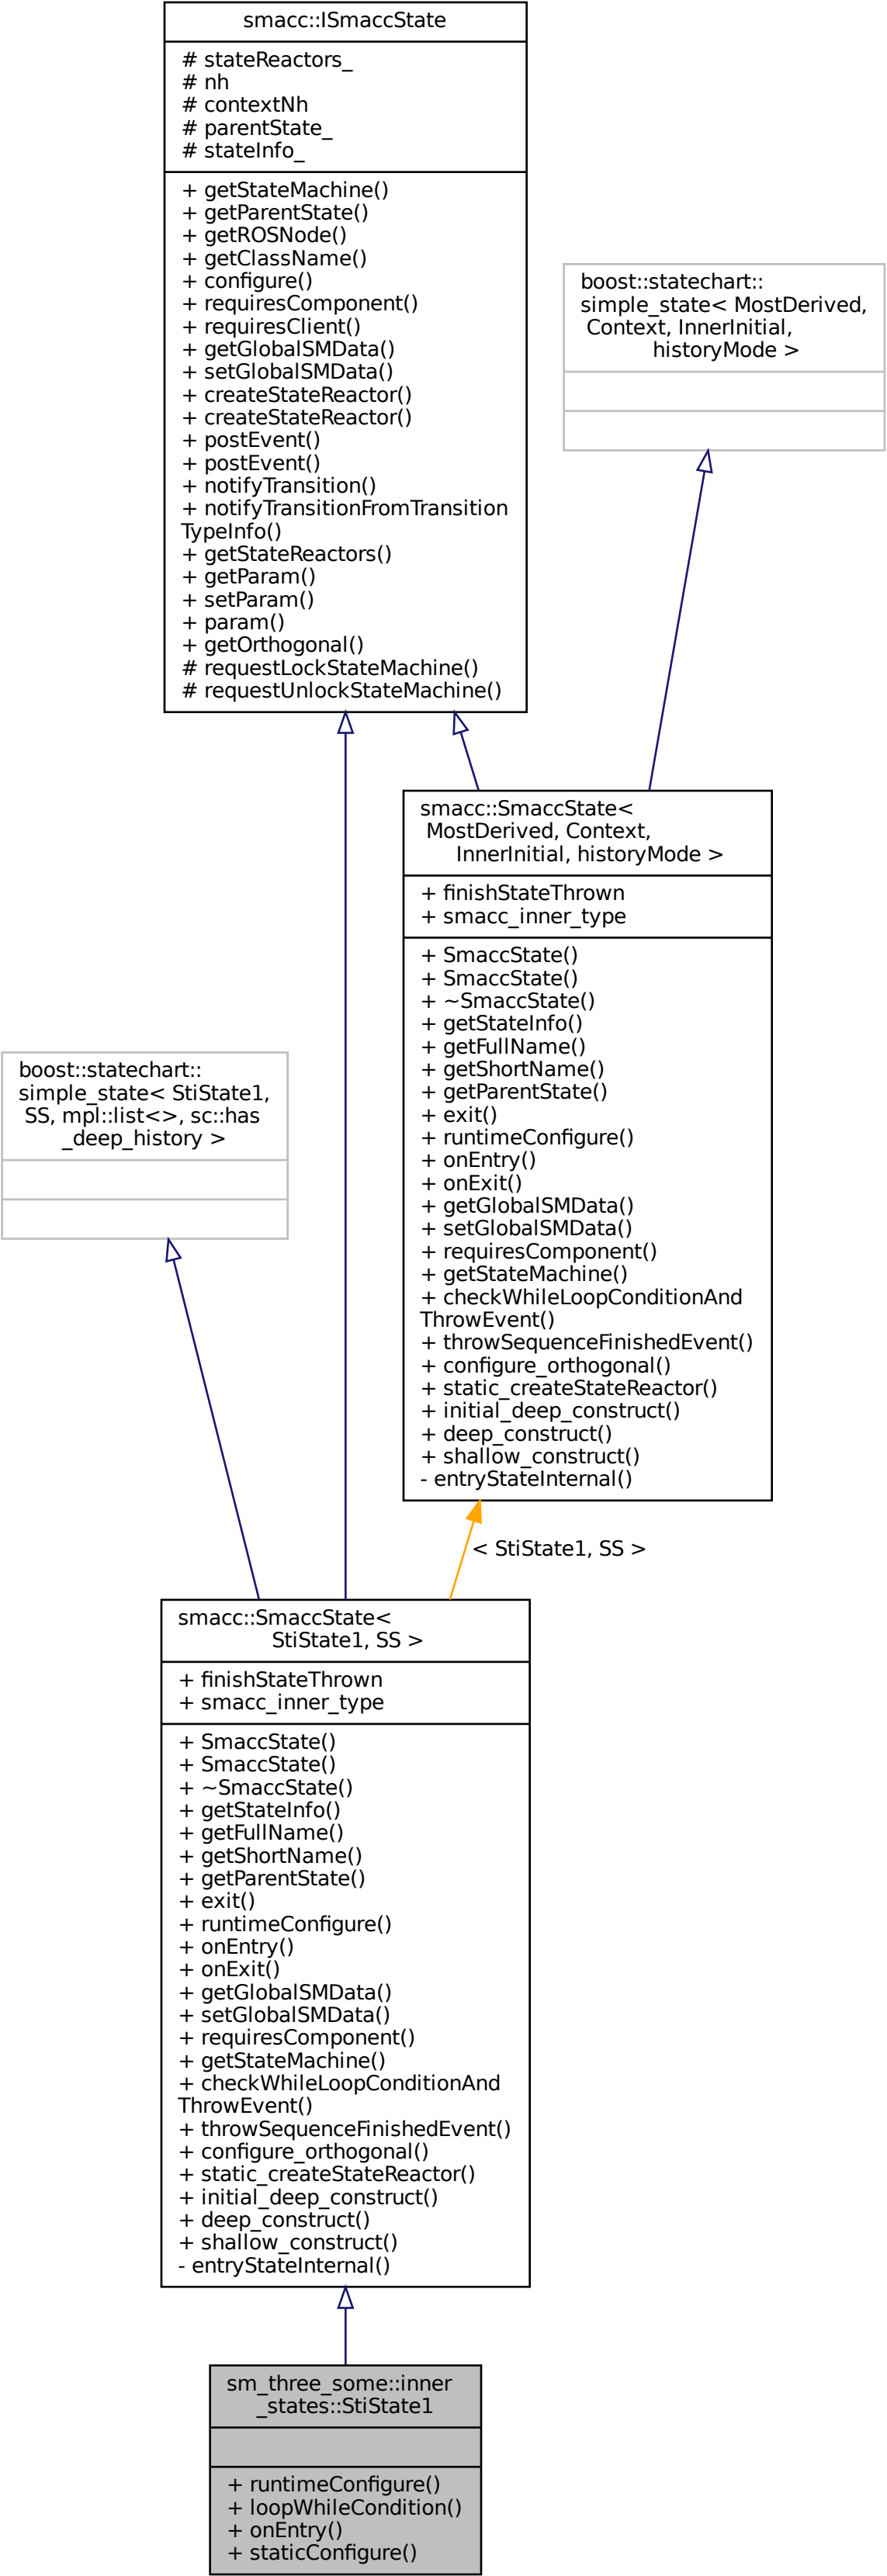 smacc::ISmaccState
# stateReactors_
# nh
# contextNh
# parentState_
# stateInfo_
+ getStateMachine()
+ getParentState()
+ getROSNode()
+ getClassName()
+ configure()
+ requiresComponent()
+ requiresClient()
+ getGlobalSMData()
+ setGlobalSMData()
+ createStateReactor()
+ createStateReactor()
+ postEvent()
+ postEvent()
+ notifyTransition()
+ notifyTransitionFromTransition
TypeInfo()
+ getStateReactors()
+ getParam()
+ setParam()
+ param()
+ getOrthogonal()
# requestLockStateMachine()
# requestUnlockStateMachine()
boost::statechart::
simple_state< MostDerived,
Context, InnerInitial,
historyMode >
smacc::SmaccState<
MostDerived, Context,
InnerInitial, historyMode >
+ finishStateThrown
+ smacc_inner_type
+ SmaccState()
+ SmaccState()
+ ~SmaccState()
+ getStateInfo()
+ getFullName()
+ getShortName()
+ getParentState()
+ exit()
+ runtimeConfigure()
+ onEntry()
+ onExit()
+ getGlobalSMData()
+ setGlobalSMData()
+ requiresComponent()
+ getStateMachine()
+ checkWhileLoopConditionAnd
ThrowEvent()
+ throwSequenceFinishedEvent()
+ configure_orthogonal()
+ static_createStateReactor()
+ initial_deep_construct()
+ deep_construct()
+ shallow_construct()
- entryStateInternal()
boost::statechart::
simple_state< StiState1,
SS, mpl::list<>, sc::has
_deep_history >
< StiState1, SS >
smacc::SmaccState<
StiState1, SS >
+ finishStateThrown
+ smacc_inner_type
+ SmaccState()
+ SmaccState()
+ ~SmaccState()
+ getStateInfo()
+ getFullName()
+ getShortName()
+ getParentState()
+ exit()
+ runtimeConfigure()
+ onEntry()
+ onExit()
+ getGlobalSMData()
+ setGlobalSMData()
+ requiresComponent()
+ getStateMachine()
+ checkWhileLoopConditionAnd
ThrowEvent()
+ throwSequenceFinishedEvent()
+ configure_orthogonal()
+ static_createStateReactor()
+ initial_deep_construct()
+ deep_construct()
+ shallow_construct()
- entryStateInternal()
sm_three_some::inner
_states::StiState1
+ runtimeConfigure()
+ loopWhileCondition()
+ onEntry()
+ staticConfigure()